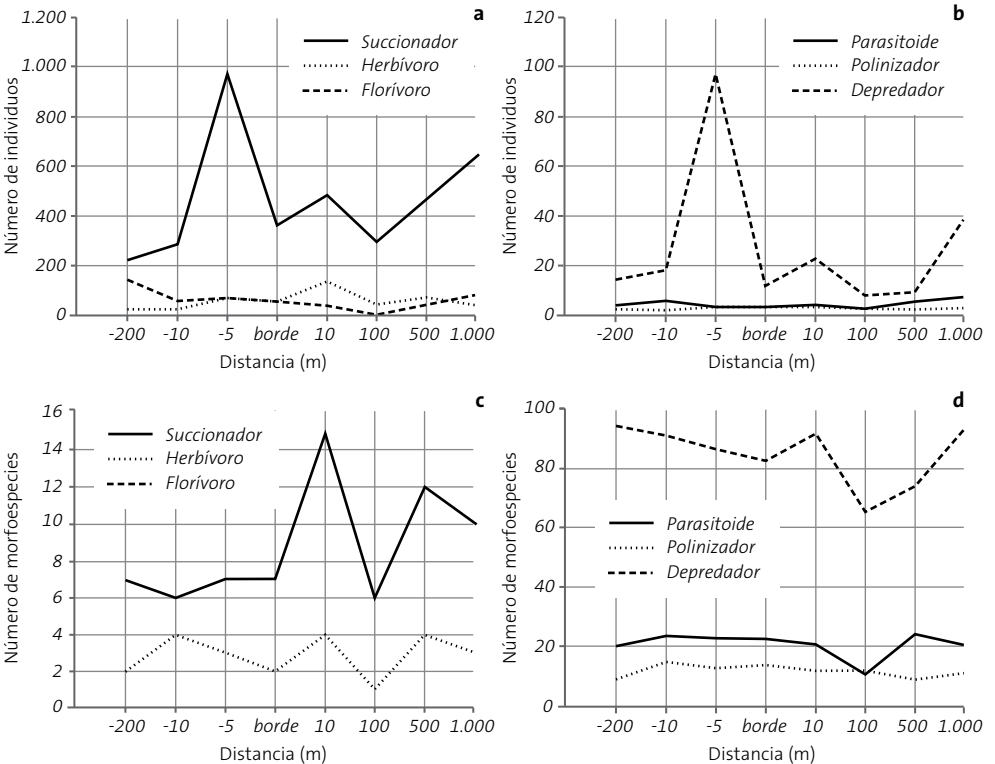 a
1.200
1.000
800
600
400
200
0
Número de individuos
Succionador
Herbívoro
Florívoro
-200 -10 -5 borde 10 100 500 1.000
Distancia (m)
b
120
100
80
60
40
20
0
Número de individuos
Parasitoide
Polinizador
Depredador
-200 -10 -5 borde 10 100 500 1.000
Distancia (m)
c
16
14
12
10
8
6
4
2
0
Número de morfoespecies
Succionador
Herbívoro
Florívoro
-200 -10 -5 borde 10 100 500 1.000
Distancia (m)
d
100
80
60
40
20
0
Número de morfoespecies
Parasitoide
Polinizador
Depredador
-200 -10 -5 borde 10 100 500 1.000
Distancia (m)